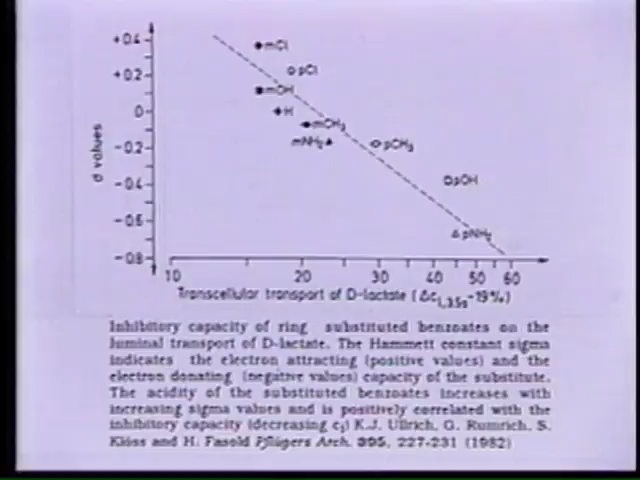 +0.4
mCl
pCl
+0.2
mOH
0
H
mCH3
mNH2
pCH3
-0.2
-0.4
pOH
-0.6
pNH2
-0.8
σ values
10 20 30 40 50 60
Transcellular transport of D-lactate (Δc1,3.5s-19%)
Inhibitory capacity of ring substituted benzoates on the
luminal transport of D-lactate. The Hammett constant sigma
indicates the electron attracting (positive values) and the
electron donating (negative values) capacity of the substitute.
The acidity of the substituted benzoates increases with
increasing sigma values and is positively correlated with the
inhibitory capacity (decreasing ci) K.J. Ullrich, G. Rumrich, S.
Klöss and H. Fasold Pflügers Arch. 395, 227-231 (1982)